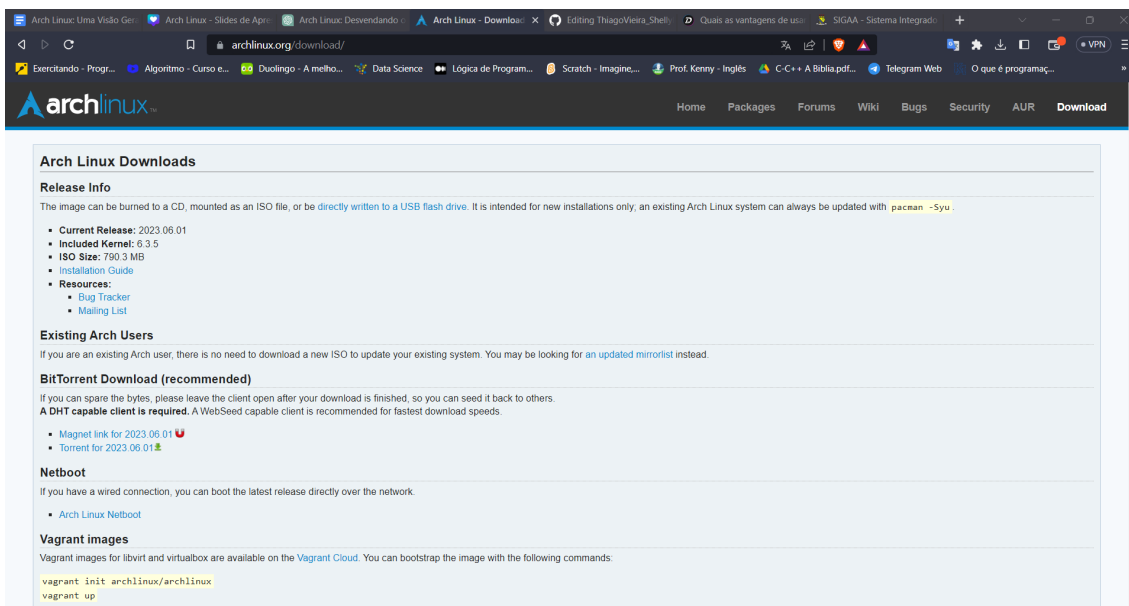 Arch Linux: Uma Visão Ger
Arch Linux - Slides de Apre
Arch Linux: Desvendando o
Arch Linux - Download
Editing ThiagoVieira_Shell
Quais as vantagens de usa
SIGAA - Sistema Integrado
archlinux.org/download/
VPN
Exercitando - Progr...
Algoritmo - Curso e...
Duolingo - A melho...
Data Science
Lógica de Program...
Scratch - Imagine,...
Prof. Kenny - Inglês
C-C++ A Biblia.pdf...
Telegram Web
O que é programaç...
»
archlinux
Home
Packages
Forums
Wiki
Bugs
Security
AUR
Download
Arch Linux Downloads
Release Info
The image can be burned to a CD, mounted as an ISO file, or be directly written to a USB flash drive. It is intended for new installations only; an existing Arch Linux system can always be updated with pacman -Syu.
Current Release: 2023.06.01
Included Kernel: 6.3.5
ISO Size: 790.3 MB
Installation Guide
Resources:
Bug Tracker
Mailing List
Existing Arch Users
If you are an existing Arch user, there is no need to download a new ISO to update your existing system. You may be looking for an updated mirrorlist instead.
BitTorrent Download (recommended)
If you can spare the bytes, please leave the client open after your download is finished, so you can seed it back to others.
A DHT capable client is required. A WebSeed capable client is recommended for fastest download speeds.
Magnet link for 2023.06.01
Torrent for 2023.06.01
Netboot
If you have a wired connection, you can boot the latest release directly over the network.
Arch Linux Netboot
Vagrant images
Vagrant images for libvirt and virtualbox are available on the Vagrant Cloud. You can bootstrap the image with the following commands:
vagrant init archlinux/archlinux
vagrant up